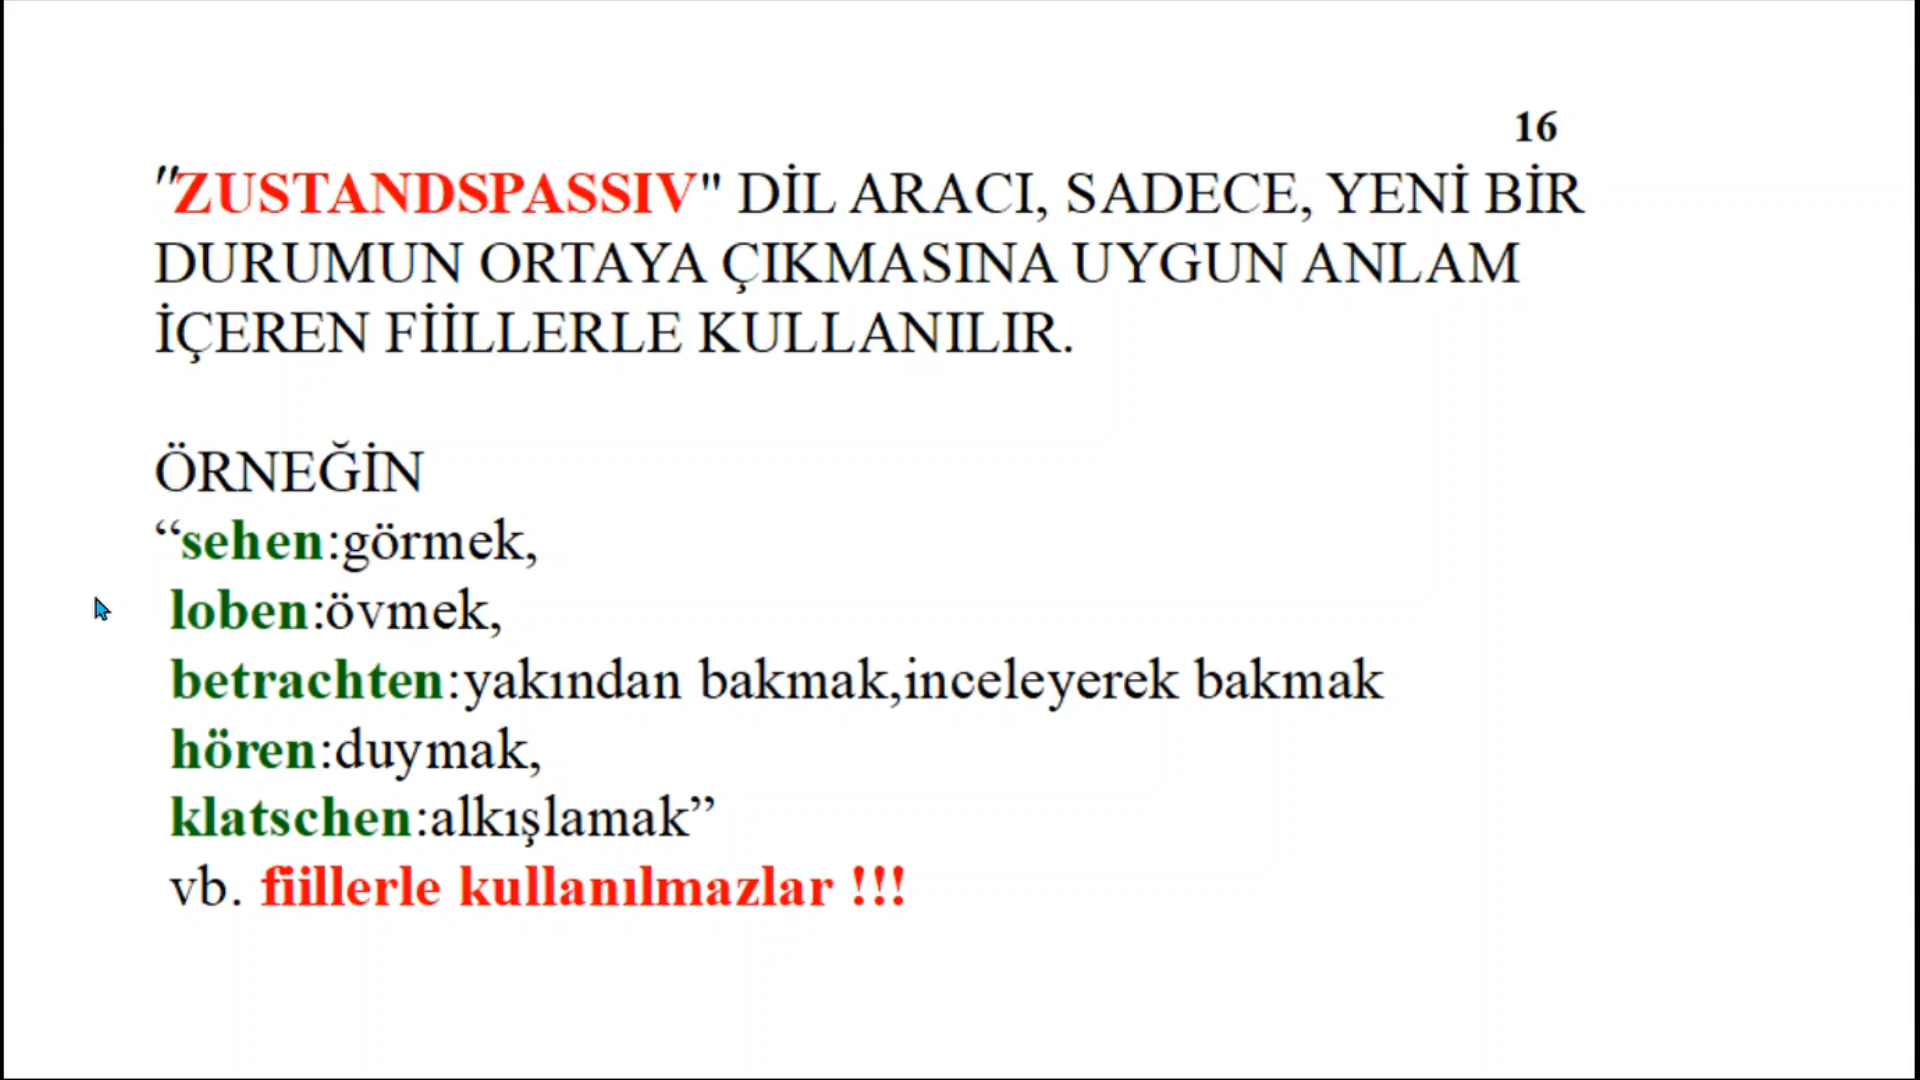 16
"ZUSTANDSPASSIV" DİL ARACI, SADECE, YENİ BİR
DURUMUN ORTAYA ÇIKMASINA UYGUN ANLAM
İÇEREN FİİLLERLE KULLANILIR.
ÖRNEĞİN
“sehen:görmek,
loben:övmek,
betrachten:yakından bakmak,inceleyerek bakmak
hören:duymak,
klatschen:alkışlamak”
vb. fiillerle kullanılmazlar !!!